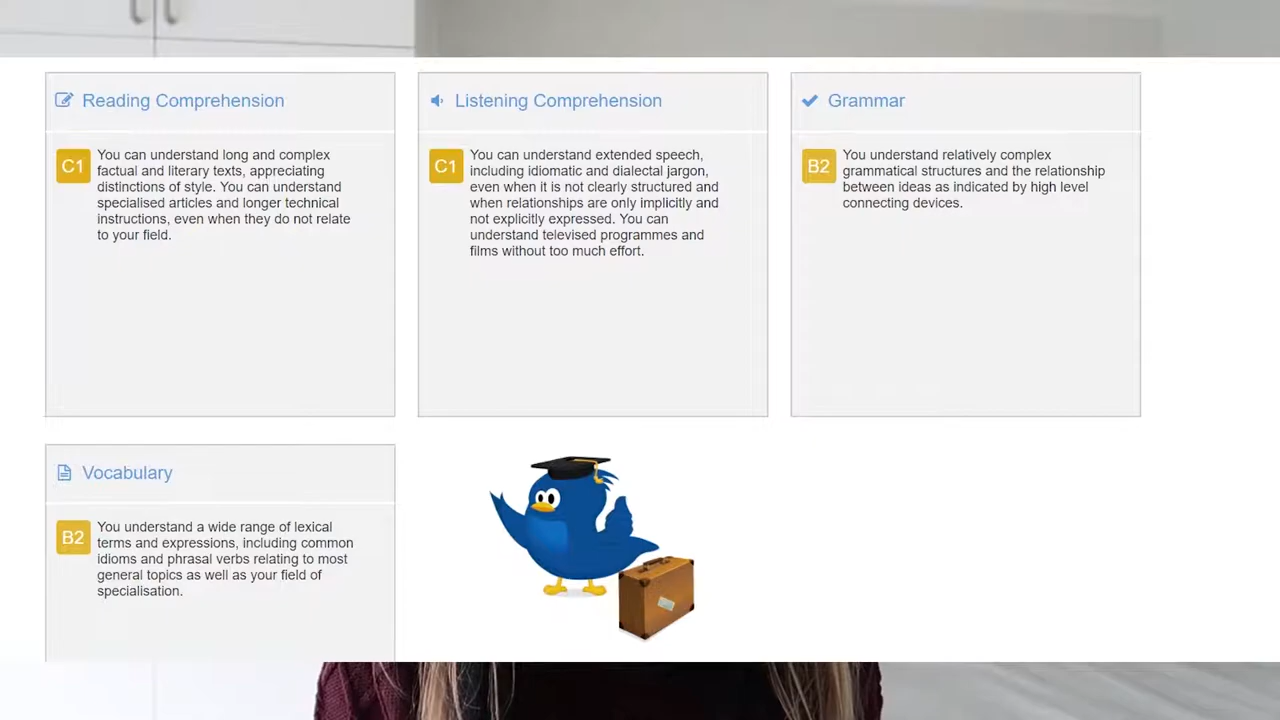 Reading Comprehension
C1
You can understand long and complex
factual and literary texts, appreciating
distinctions of style. You can understand
specialised articles and longer technical
instructions, even when they do not relate
to your field.
Listening Comprehension
C1
You can understand extended speech,
including idiomatic and dialectal jargon,
even when it is not clearly structured and
when relationships are only implicitly and
not explicitly expressed. You can
understand televised programmes and
films without too much effort.
Grammar
B2
You understand relatively complex
grammatical structures and the relationship
between ideas as indicated by high level
connecting devices.
Vocabulary
B2
You understand a wide range of lexical
terms and expressions, including common
idioms and phrasal verbs relating to most
general topics as well as your field of
specialisation.